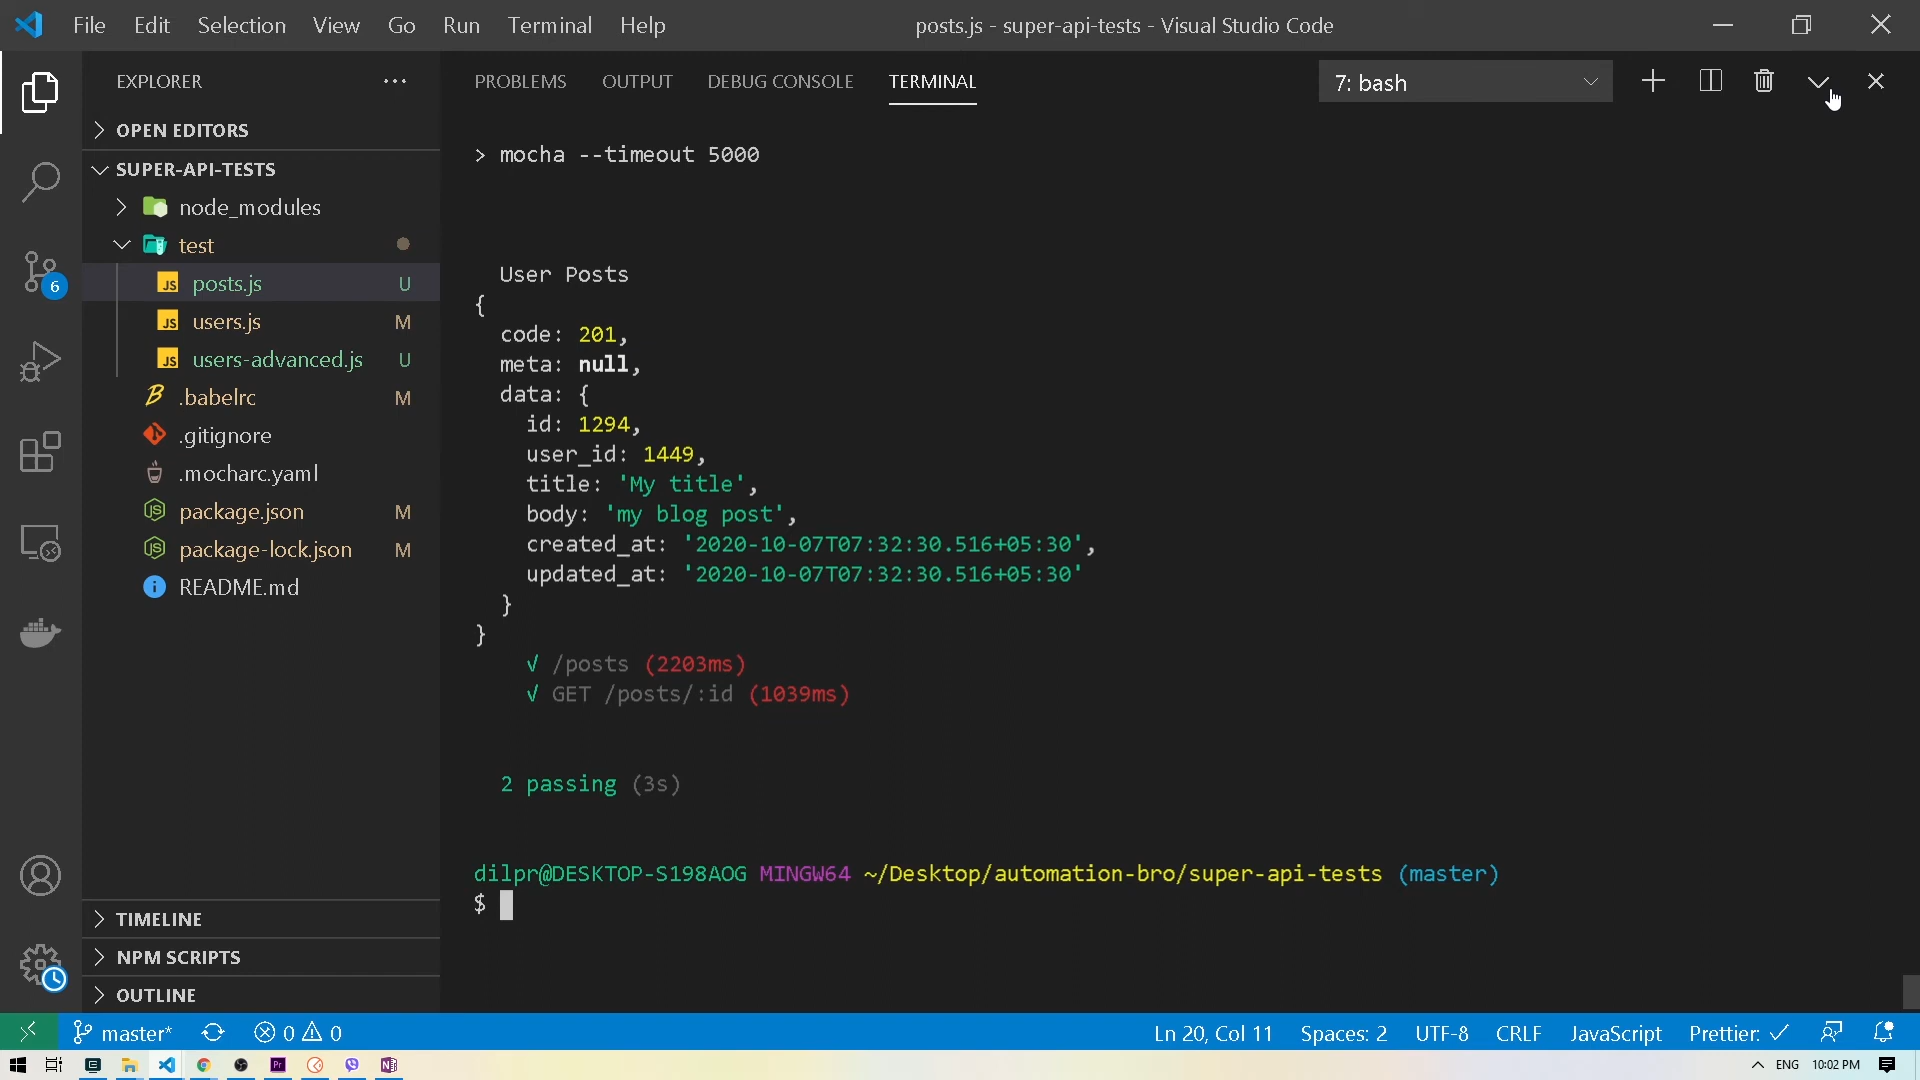 File Edit Selection View Go Run Terminal Help
posts.js - super-api-tests - Visual Studio Code
EXPLORER
OPEN EDITORS
SUPER-API-TESTS
node_modules
test
JS posts.js U
JS users.js M
JS users-advanced.js U
.babelrc M
.gitignore
.mocharc.yaml
package.json M
package-lock.json M
README.md
TIMELINE
NPM SCRIPTS
OUTLINE
6
PROBLEMS OUTPUT DEBUG CONSOLE TERMINAL
7: bash
> mocha --timeout 5000
User Posts
{
code: 201,
meta: null,
data: {
id: 1294,
user_id: 1449,
title: 'My title',
body: 'my blog post',
created_at: '2020-10-07T07:32:30.516+05:30',
updated_at: '2020-10-07T07:32:30.516+05:30'
}
}
√ /posts (2203ms)
√ GET /posts/:id (1039ms)
2 passing (3s)
dilpr@DESKTOP-S198AOG MINGW64 ~/Desktop/automation-bro/super-api-tests (master)
$
master* 0 0
Ln 20, Col 11 Spaces: 2 UTF-8 CRLF JavaScript Prettier: ✓
ENG 10:02 PM